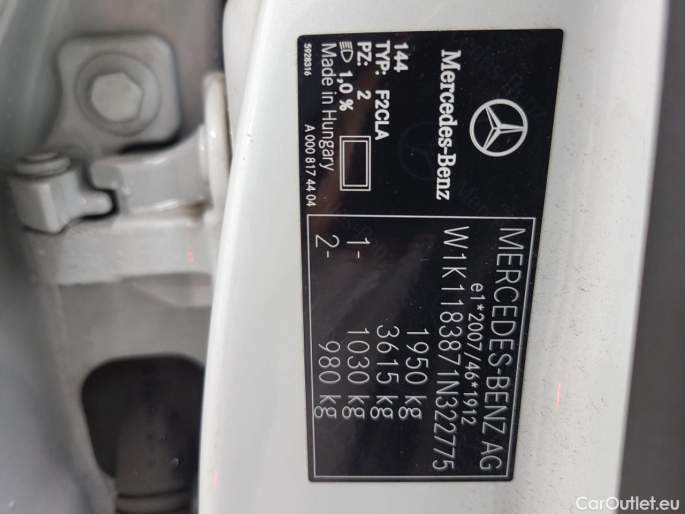 Mercedes-Benz
144
TYP: F2CLA
PZ: 2
1,0 %
Made in Hungary
A 000 817 44 04
5928316
MERCEDES-BENZ AG
e1*2007/46*1912
W1K1183871N322775
1950 kg
3615 kg
1- 1030 kg
2- 980 kg
CarOutlet.eu